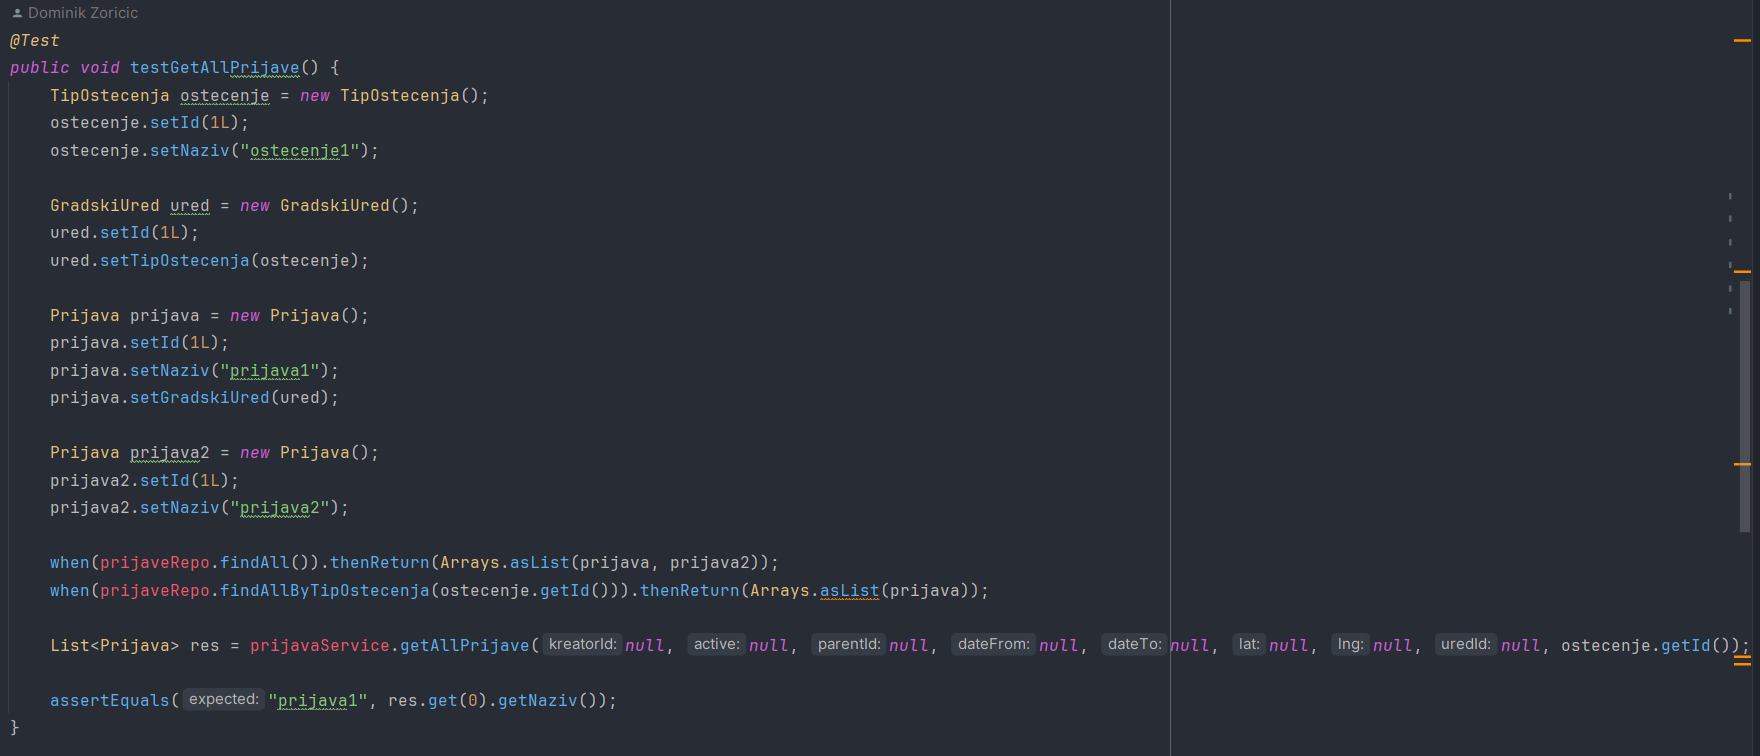 Dominik Zoricic
@Test
public void testGetAllPrijave() {
    TipOstecenja ostecenje = new TipOstecenja();
    ostecenje.setId(1L);
    ostecenje.setNaziv("ostecenje1");

    GradskiUred ured = new GradskiUred();
    ured.setId(1L);
    ured.setTipOstecenja(ostecenje);

    Prijava prijava = new Prijava();
    prijava.setId(1L);
    prijava.setNaziv("prijava1");
    prijava.setGradskiUred(ured);

    Prijava prijava2 = new Prijava();
    prijava2.setId(1L);
    prijava2.setNaziv("prijava2");

    when(prijaveRepo.findAll()).thenReturn(Arrays.asList(prijava, prijava2));
    when(prijaveRepo.findAllByTipOstecenja(ostecenje.getId())).thenReturn(Arrays.asList(prijava));

    List<Prijava> res = prijavaService.getAllPrijave( kreatorId: null, active: null, parentId: null, dateFrom: null, dateTo: null, lat: null, lng: null, uredId: null, ostecenje.getId());

    assertEquals( expected: "prijava1", res.get(0).getNaziv());
}